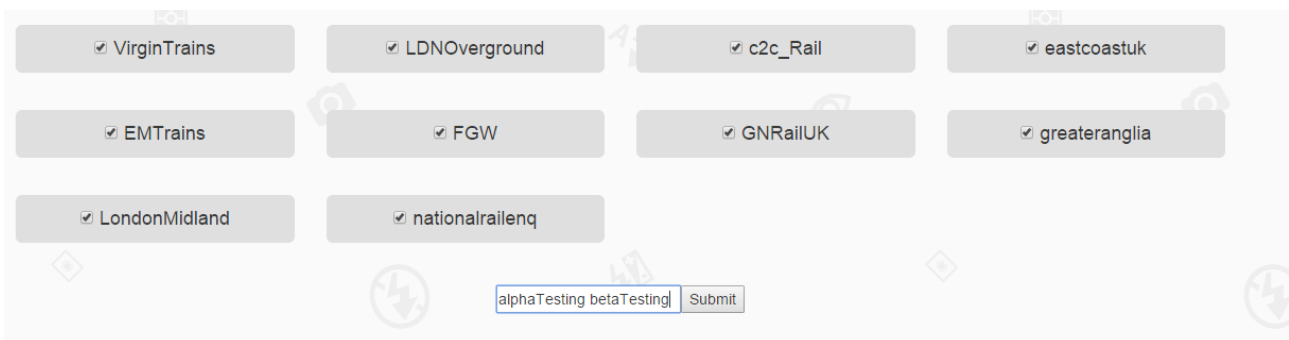 VirginTrains LDNOverground c2c_Rail eastcoastuk
EMTrains FGW GNRailUK greateranglia
LondonMidland nationalrailenq
alphaTesting betaTesting Submit